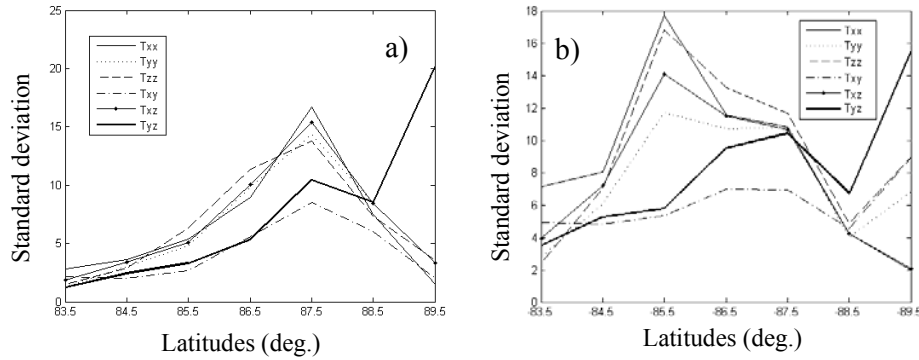 a)
25
20
15
10
5
0
Standard deviation
Txx
Tyy
Tzz
Txy
Txz
Tyz
83.5 84.5 85.5 86.5 87.5 88.5 89.5
Latitudes (deg.)
b)
18
16
14
12
10
8
6
4
2
0
Standard deviation
Txx
Tyy
Tzz
Txy
Txz
Tyz
-83.5 -84.5 -85.5 -86.5 -87.5 -88.5 -89.5
Latitudes (deg.)